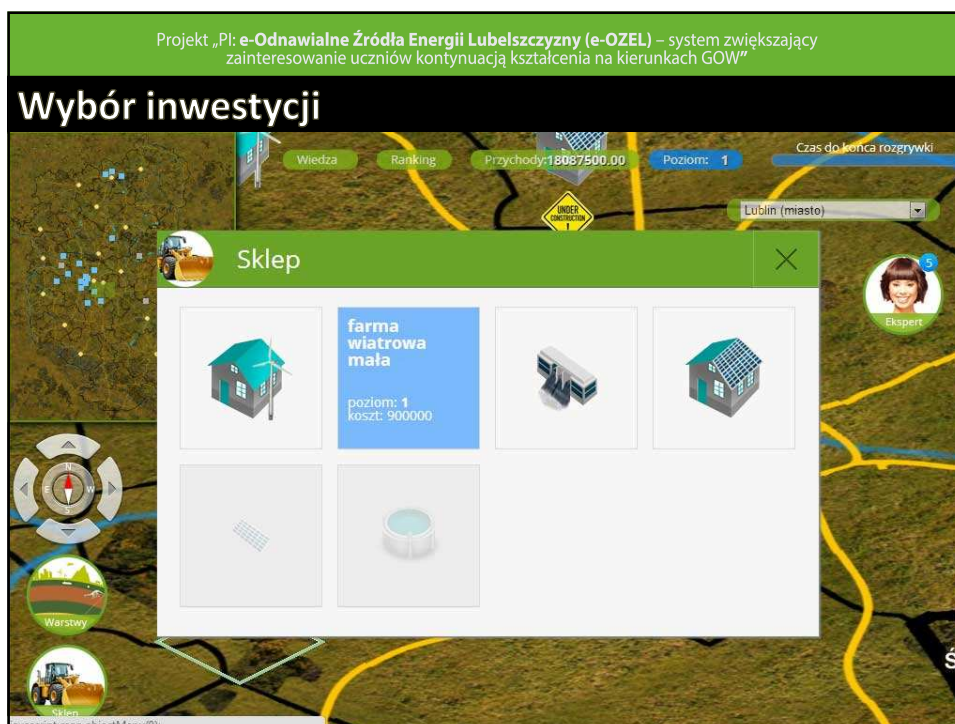 Projekt „PI: e-Odnawialne Źródła Energii Lubelszczyzny (e-OZEL) – system zwiększający
zainteresowanie uczniów kontynuacją kształcenia na kierunkach GOW”
Wybór inwestycji
Czas do końca rozgrywki
Wiedza
Ranking
Przychody:18087500.00
Poziom: 1
UNDER
CONSTRUCTION
!
Lublin (miasto)
Sklep
5
Ekspert
farma
wiatrowa
mała
poziom: 1
koszt: 900000
N
E
W
S
Warstwy
Ś
Sklep